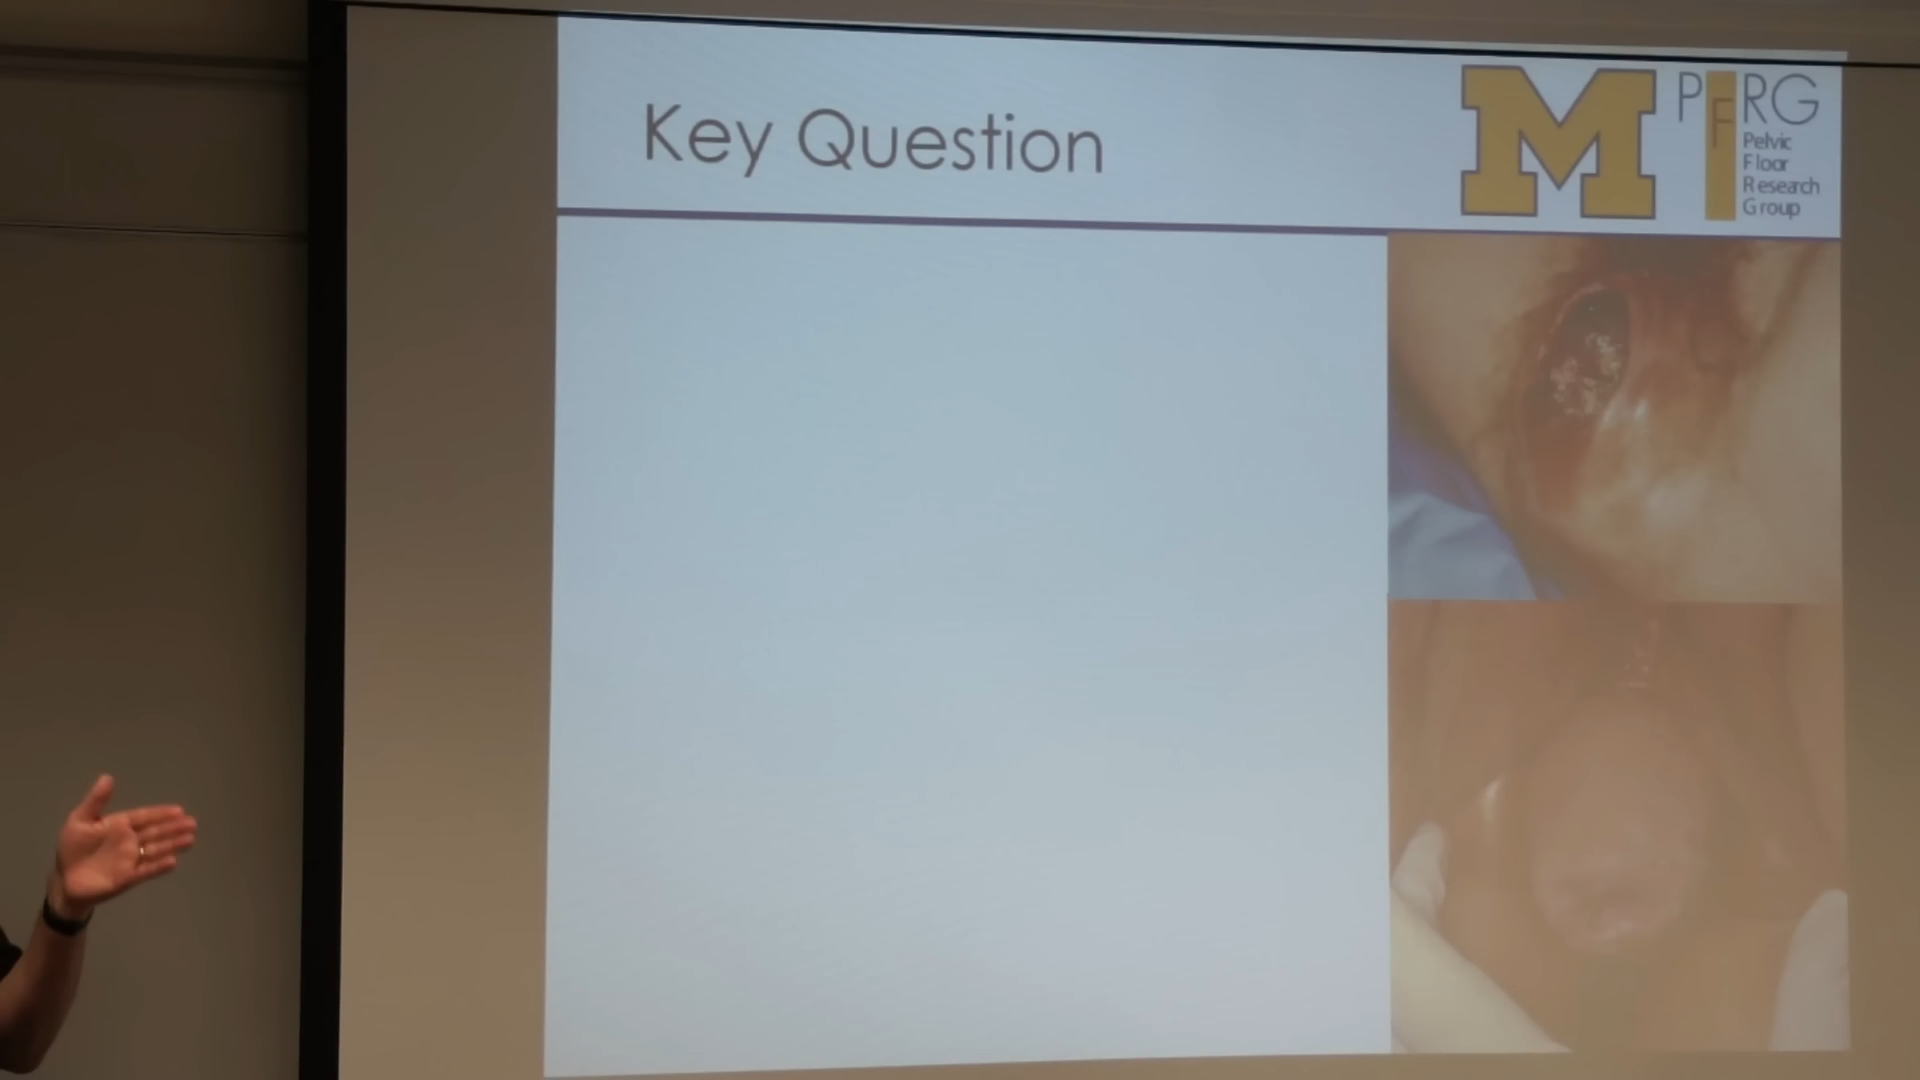 Key Question
M
PFRG
Pelvic
Floor
Research
Group